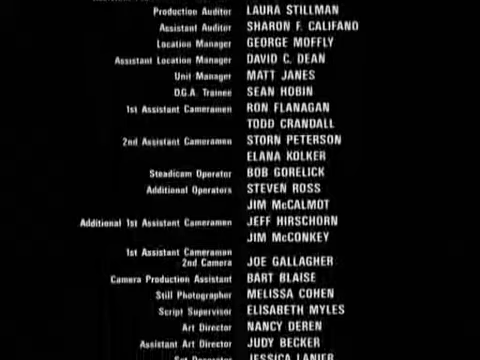 Production Auditor LAURA STILLMAN
Assistant Auditor SHARON F. CALIFANO
Location Manager GEORGE MOFFLY
Assistant Location Manager DAVID C. DEAN
Unit Manager MATT JANES
D.G.A. Trainee SEAN HOBIN
1st Assistant Cameramen RON FLANAGAN
TODD CRANDALL
2nd Assistant Cameramen STORN PETERSON
ELANA KOLKER
Steadicam Operator BOB GORELICK
Additional Operators STEVEN ROSS
JIM McCALMOT
Additional 1st Assistant Cameramen JEFF HIRSCHORN
JIM McCONKEY
1st Assistant Cameraman
2nd Camera JOE GALLAGHER
Camera Production Assistant BART BLAISE
Still Photographer MELISSA COHEN
Script Supervisor ELISABETH MYLES
Art Director NANCY DEREN
Assistant Art Director JUDY BECKER
Set Decorator JESSICA LANIER